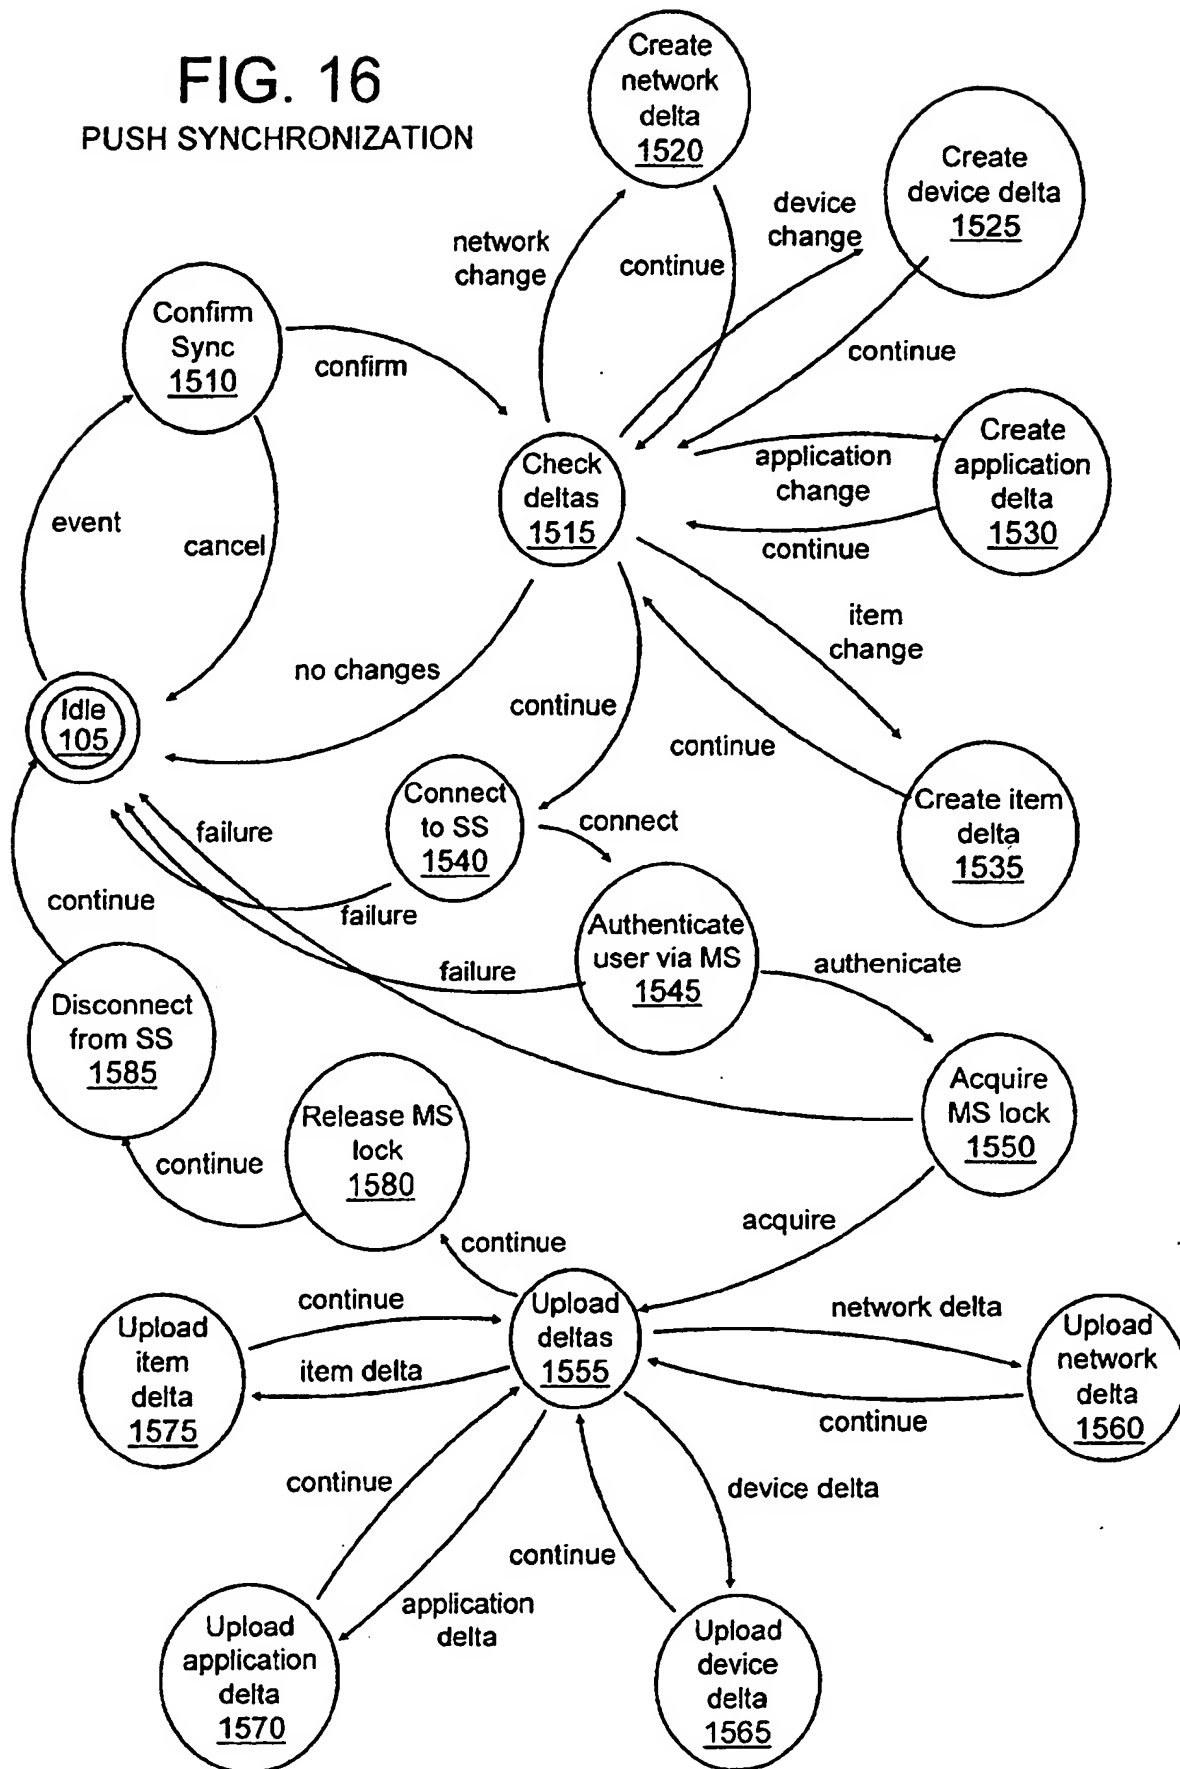 FIG. 16
PUSH SYNCHRONIZATION
Create
network
delta
1520
Create
device delta
1525
device
change
network
change
continue
Confirm
Sync
1510
confirm
continue
Check
deltas
1515
application
change
continue
Create
application
delta
1530
event
cancel
item
change
no changes
continue
continue
Idle
105
Connect
to SS
1540
connect
Create item
delta
1535
failure
failure
continue
Authenticate
user via MS
1545
failure
authenicate
Disconnect
from SS
1585
Acquire
MS lock
1550
Release MS
lock
1580
continue
acquire
continue
continue
Upload
deltas
1555
network delta
Upload
item
delta
1575
item delta
Upload
network
delta
1560
continue
continue
device delta
continue
application
delta
Upload
application
delta
1570
Upload
device
delta
1565